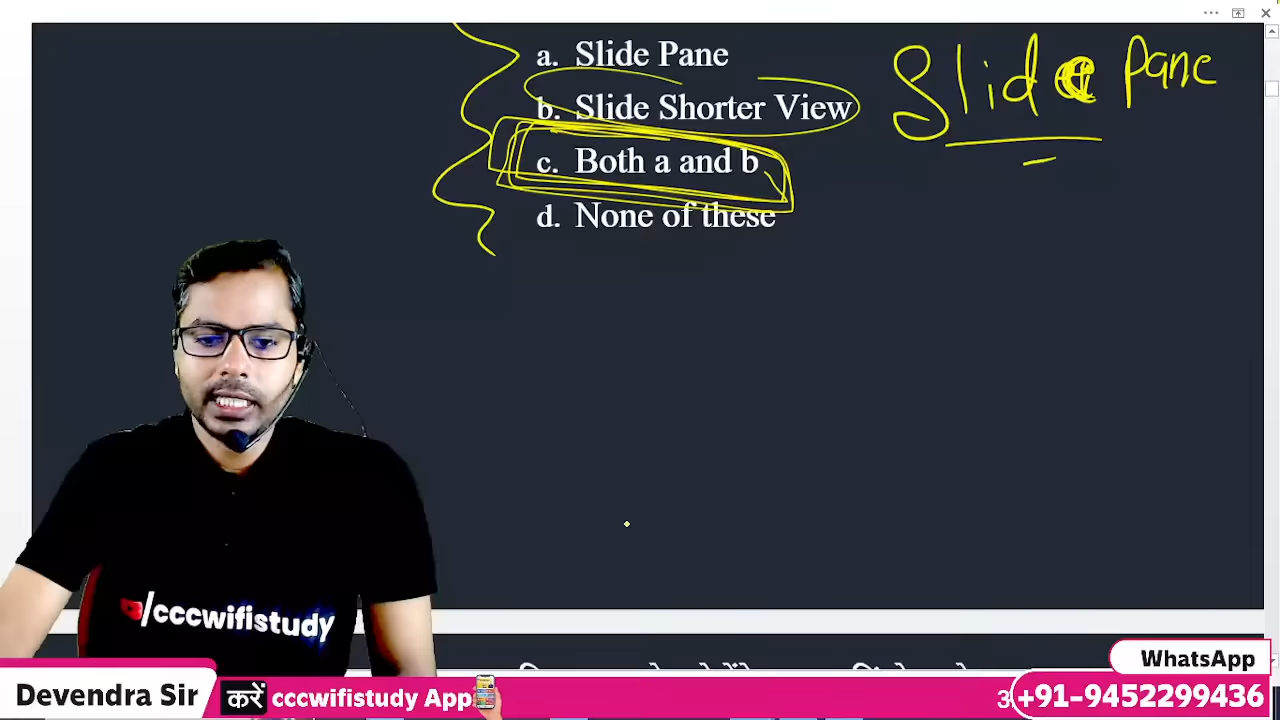 a. Slide Pane
b. Slide Shorter View
c. Both a and b
d. None of these
Slide Pane
/cccwifistudy
WhatsApp
Devendra Sir
करें cccwifistudy App
+91-9452299436